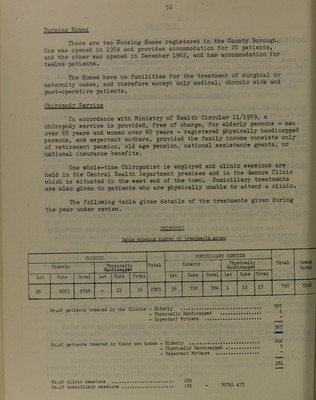 52
Nursing Homes
There are two Nursing Homes registered in the County Borough.
One was opened in 1954 and provides accommodation for 20 patients,
and the other was opened in December 1962, and has accommodation for
twelve patients.
The Homes have no facilities for the treatment of surgical or
maternity cases, and therefore accept only medical, chronic sick and
post-operative patients.
Chiropody Service
In accordance with Ministry of Health Circular 11/1959, a
chiropody service is provided, free of charge, for elderly persons - men
over 65 years and women over 60 years - registered physically handicapped
persons, and expectant mothers, provided the family income consists only
of retirement pension, old age pension, national assistance grants, or
national insurance benefits.
One whole-time Chiropodist is employed and clinic sessions are
held in the Central Health Department premises and in the Gannow Clinic
which is situated in the west end of the town. Domiciliary treatments
are also given to patients who are physically unable to attend a clinic.
The following table gives details of the treatments given during
the year under review.
CHIROPODY
Table showing number of treatments given
CLINICS DOMICILIARY SERVICE
Elderly Physically Handicapped Total Elderly Physically Handicapped Total Grand Total
1st Subs Total 1st Subs Total 1st Subs Total 1st Subs Total
- 1 12 13
No.of patients treated in the Clinics - Elderly
- Physically Handicapped
- Expectant Mothers -
No.of patients treated in their own homes - Elderly
- Physically Handicapped
- Expectant Mothers -
No.of clinic sessions
No.of domiciliary sessions - TOTAL 473